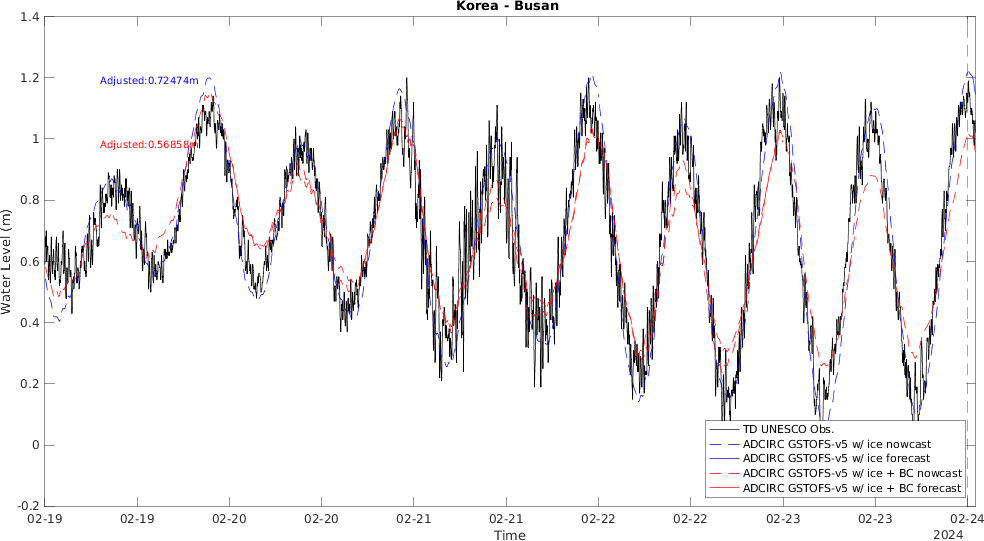 Korea - Busan
1.4
1.2
1
0.8
0.6
0.4
0.2
0
-0.2
Water Level (m)
Adjusted:0.72474m
Adjusted:0.56858m
TD UNESCO Obs.
ADCIRC GSTOFS-v5 w/ ice nowcast
ADCIRC GSTOFS-v5 w/ ice forecast
ADCIRC GSTOFS-v5 w/ ice + BC nowcast
ADCIRC GSTOFS-v5 w/ ice + BC forecast
02-19 02-19 02-20 02-20 02-21 02-21 02-22 02-22 02-23 02-23 02-24
Time
2024